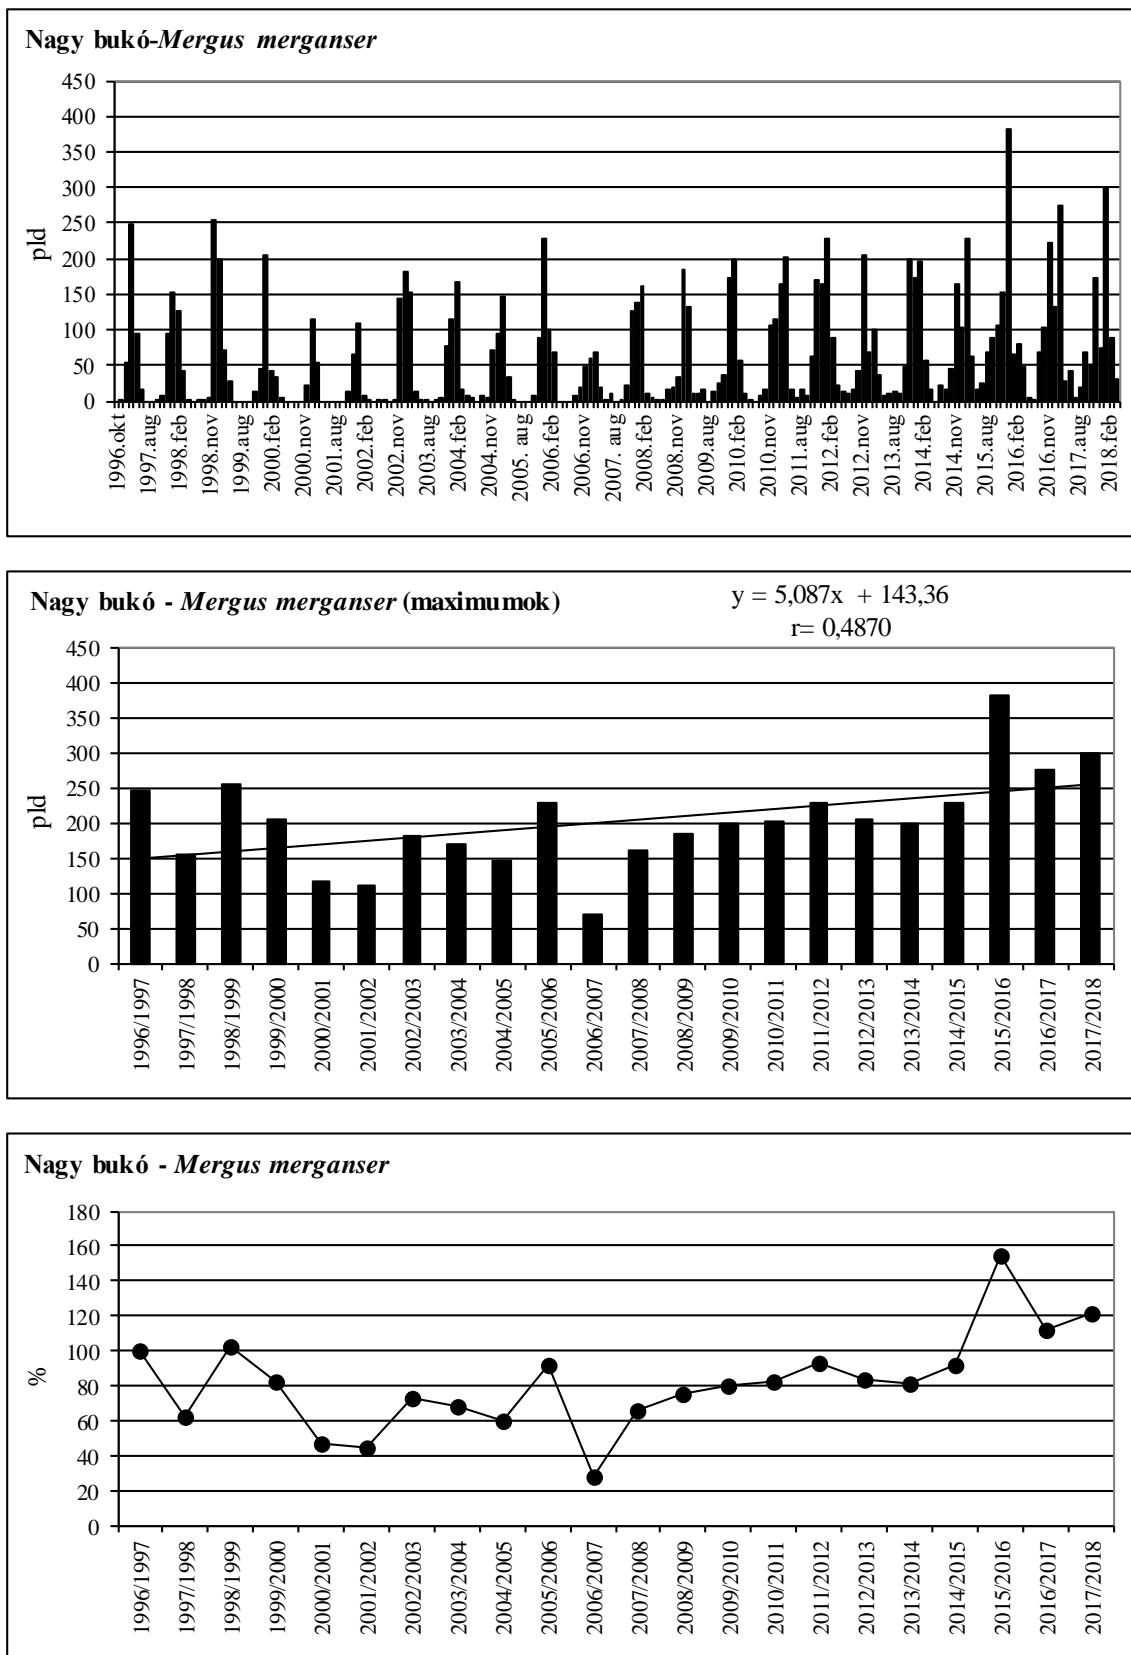 Nagy bukó-Mergus merganser
450
400
350
300
250
200
150
100
50
0
pld
1996.okt
1997.aug
1998.feb
1998.nov
1999.aug
2000.feb
2000.nov
2001.aug
2002.feb
2002.nov
2003.aug
2004.feb
2004.nov
2005. aug
2006.feb
2006.nov
2007. aug
2008.feb
2008.nov
2009.aug
2010.feb
2010.nov
2011.aug
2012.feb
2012.nov
2013.aug
2014.feb
2014.nov
2015.aug
2016.feb
2016.nov
2017.aug
2018.feb
Nagy bukó - Mergus merganser (maximumok)
y = 5,087x + 143,36
r= 0,4870
450
400
350
300
250
200
150
100
50
0
pld
1996/1997
1997/1998
1998/1999
1999/2000
2000/2001
2001/2002
2002/2003
2003/2004
2004/2005
2005/2006
2006/2007
2007/2008
2008/2009
2009/2010
2010/2011
2011/2012
2012/2013
2013/2014
2014/2015
2015/2016
2016/2017
2017/2018
Nagy bukó - Mergus merganser
180
160
140
120
100
80
60
40
20
0
%
1996/1997
1997/1998
1998/1999
1999/2000
2000/2001
2001/2002
2002/2003
2003/2004
2004/2005
2005/2006
2006/2007
2007/2008
2008/2009
2009/2010
2010/2011
2011/2012
2012/2013
2013/2014
2014/2015
2015/2016
2016/2017
2017/2018